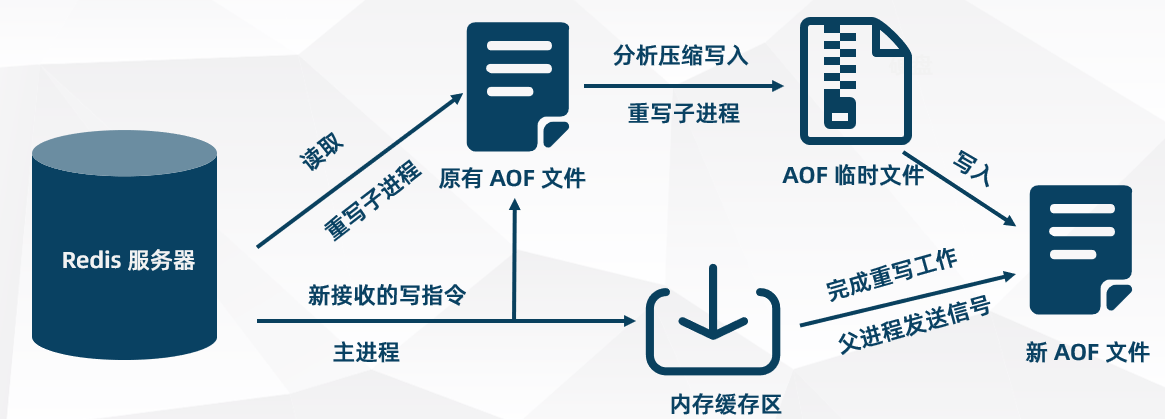 Redis 服务器
读取
重写子进程
原有 AOF 文件
分析压缩写入
重写子进程
AOF 临时文件
写入
新接收的写指令
主进程
内存缓存区
完成重写工作
父进程发送信号
新 AOF 文件